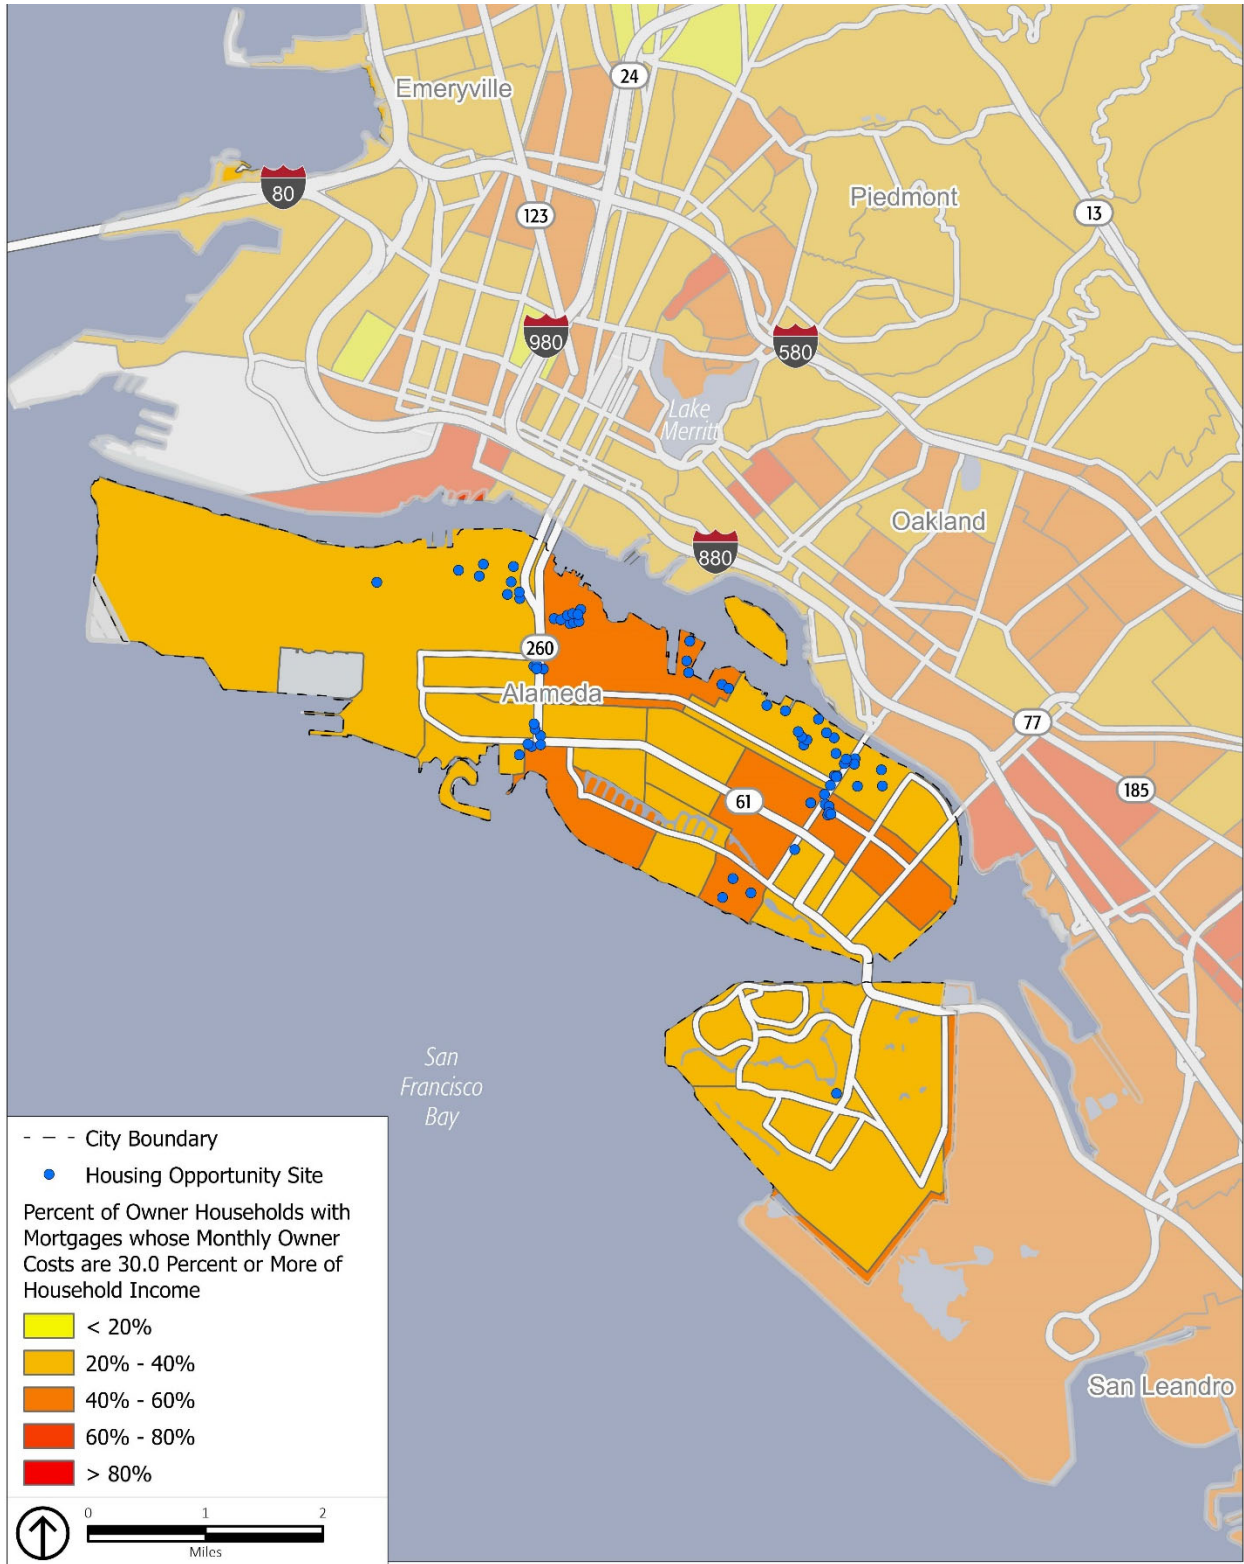 24
Emeryville
80
Piedmont
123
13
980
580
Lake
Merritt
Oakland
880
260
Alameda
77
185
61
San
Francisco
Bay
City Boundary
Housing Opportunity Site
Percent of Owner Households with
Mortgages whose Monthly Owner
Costs are 30.0 Percent or More of
Household Income
< 20%
20% - 40%
40% - 60%
60% - 80%
> 80%
San Leandro
0 1 2
Miles